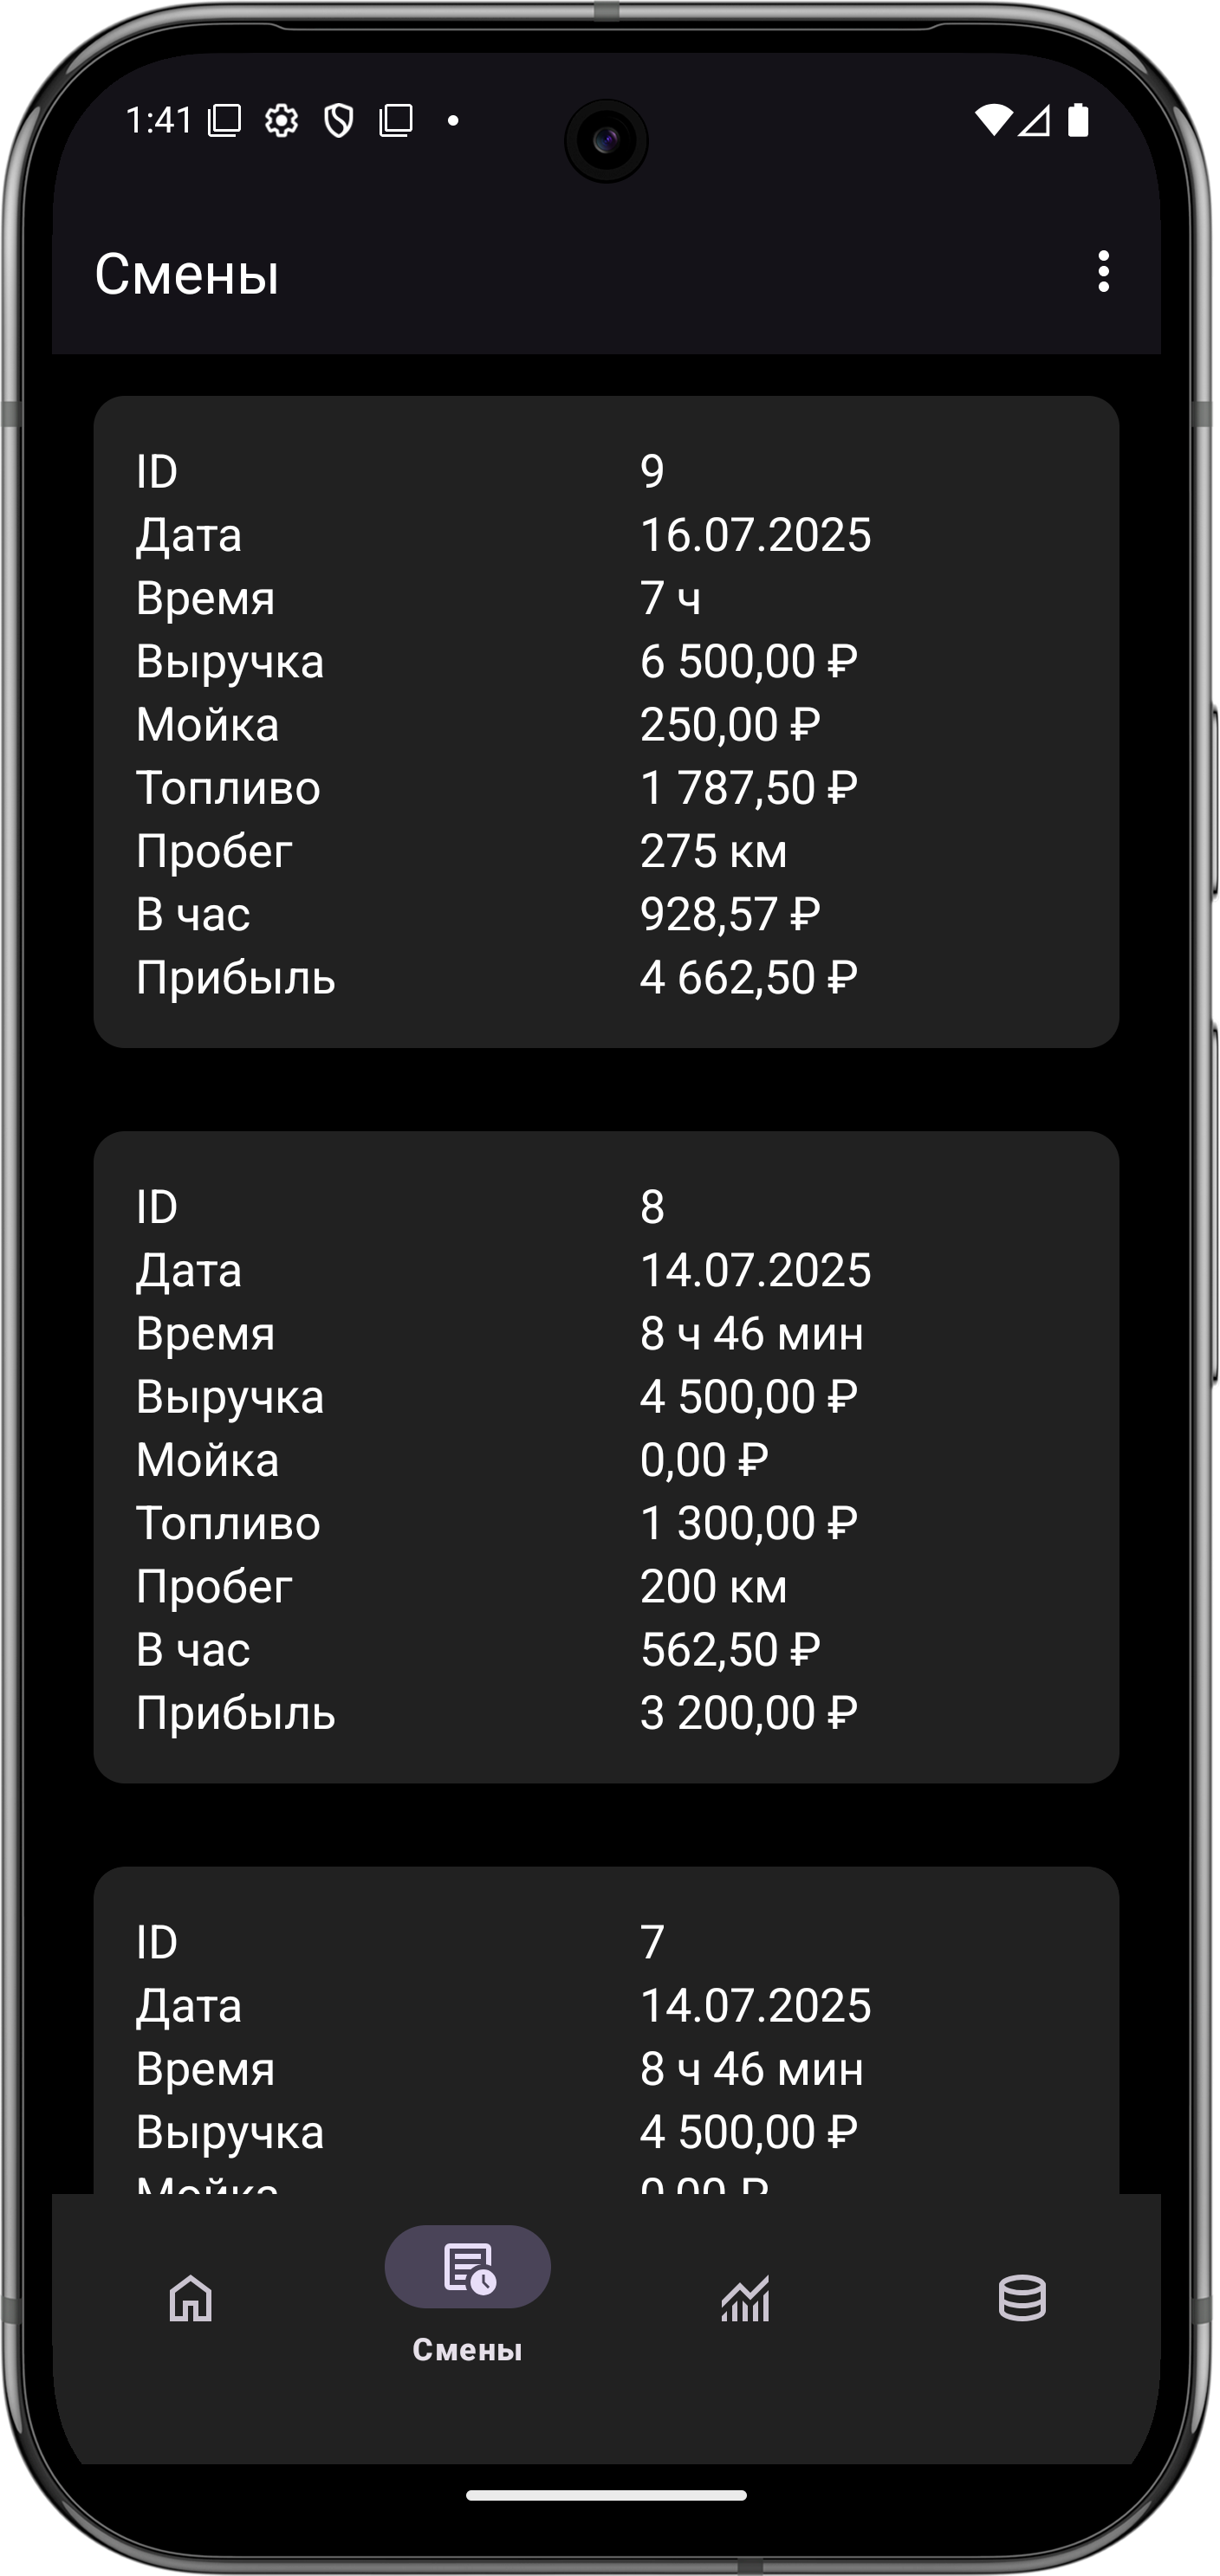 1:41
Смены
ID 9
Дата 16.07.2025
Время 7 ч
Выручка 6 500,00 ₽
Мойка 250,00 ₽
Топливо 1 787,50 ₽
Пробег 275 км
В час 928,57 ₽
Прибыль 4 662,50 ₽
ID 8
Дата 14.07.2025
Время 8 ч 46 мин
Выручка 4 500,00 ₽
Мойка 0,00 ₽
Топливо 1 300,00 ₽
Пробег 200 км
В час 562,50 ₽
Прибыль 3 200,00 ₽
ID 7
Дата 14.07.2025
Время 8 ч 46 мин
Выручка 4 500,00 ₽
Мойка 0,00 ₽
Смены